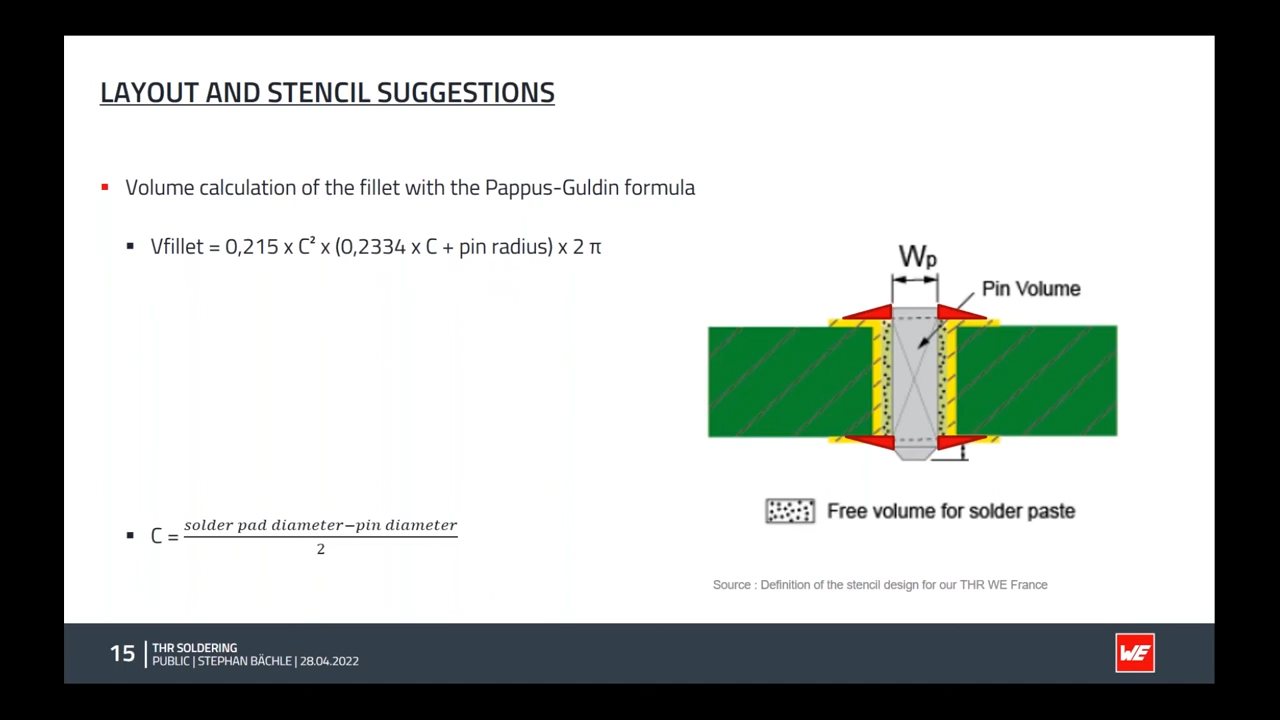 LAYOUT AND STENCIL SUGGESTIONS
Volume calculation of the fillet with the Pappus-Guldin formula
Vfillet = 0,215 x C² x (0,2334 x C + pin radius) x 2 π
Wp
Pin Volume
C = solder pad diameter−pin diameter
2
Free volume for solder paste
Source : Definition of the stencil design for our THR WE France
15
THR SOLDERING
PUBLIC | STEPHAN BÄCHLE | 28.04.2022
WE